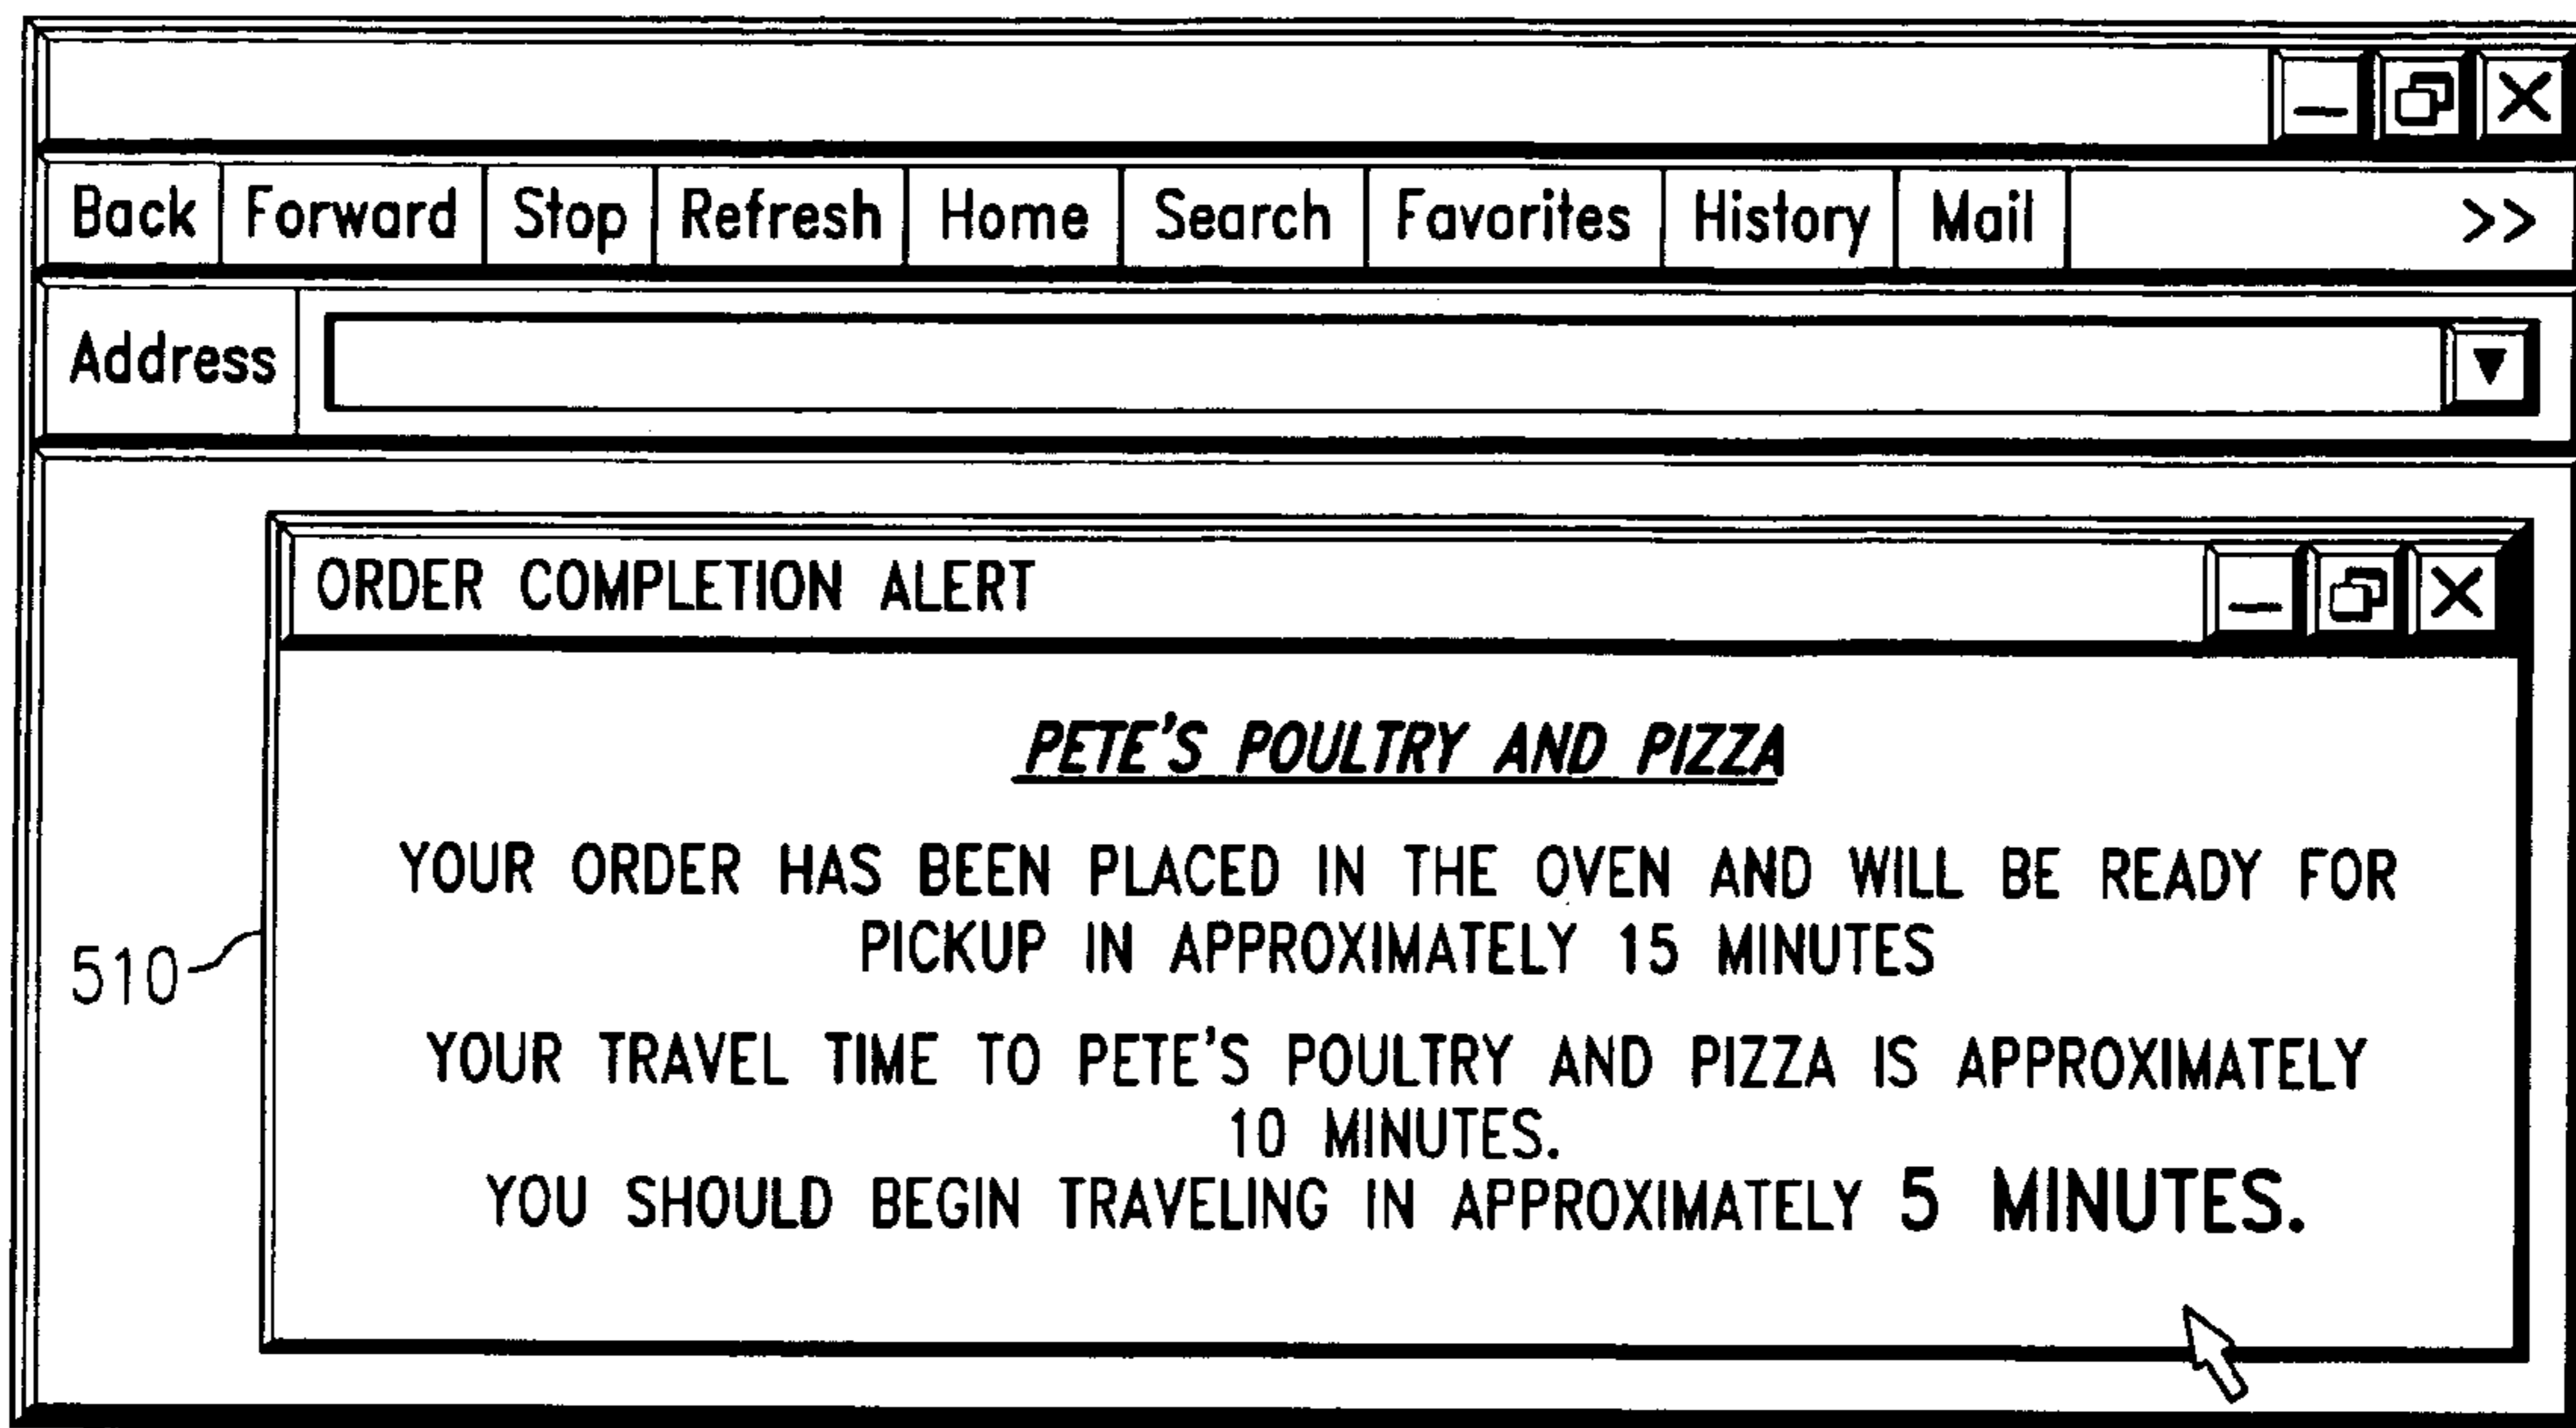 Back Forward Stop Refresh Home Search Favorites History Mail >>
Address
ORDER COMPLETION ALERT
PETE'S POULTRY AND PIZZA
YOUR ORDER HAS BEEN PLACED IN THE OVEN AND WILL BE READY FOR
PICKUP IN APPROXIMATELY 15 MINUTES
510
YOUR TRAVEL TIME TO PETE'S POULTRY AND PIZZA IS APPROXIMATELY
10 MINUTES.
YOU SHOULD BEGIN TRAVELING IN APPROXIMATELY 5 MINUTES.